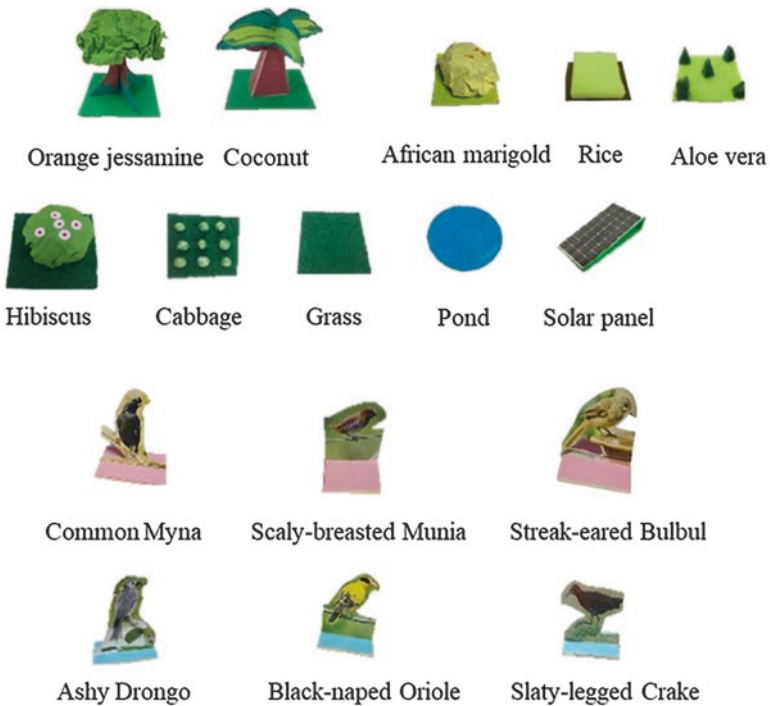 Orange jessamine Coconut African marigold Rice Aloe vera
Hibiscus Cabbage Grass Pond Solar panel
Common Myna Scaly-breasted Munia Streak-eared Bulbul
Ashy Drongo Black-naped Oriole Slaty-legged Crake